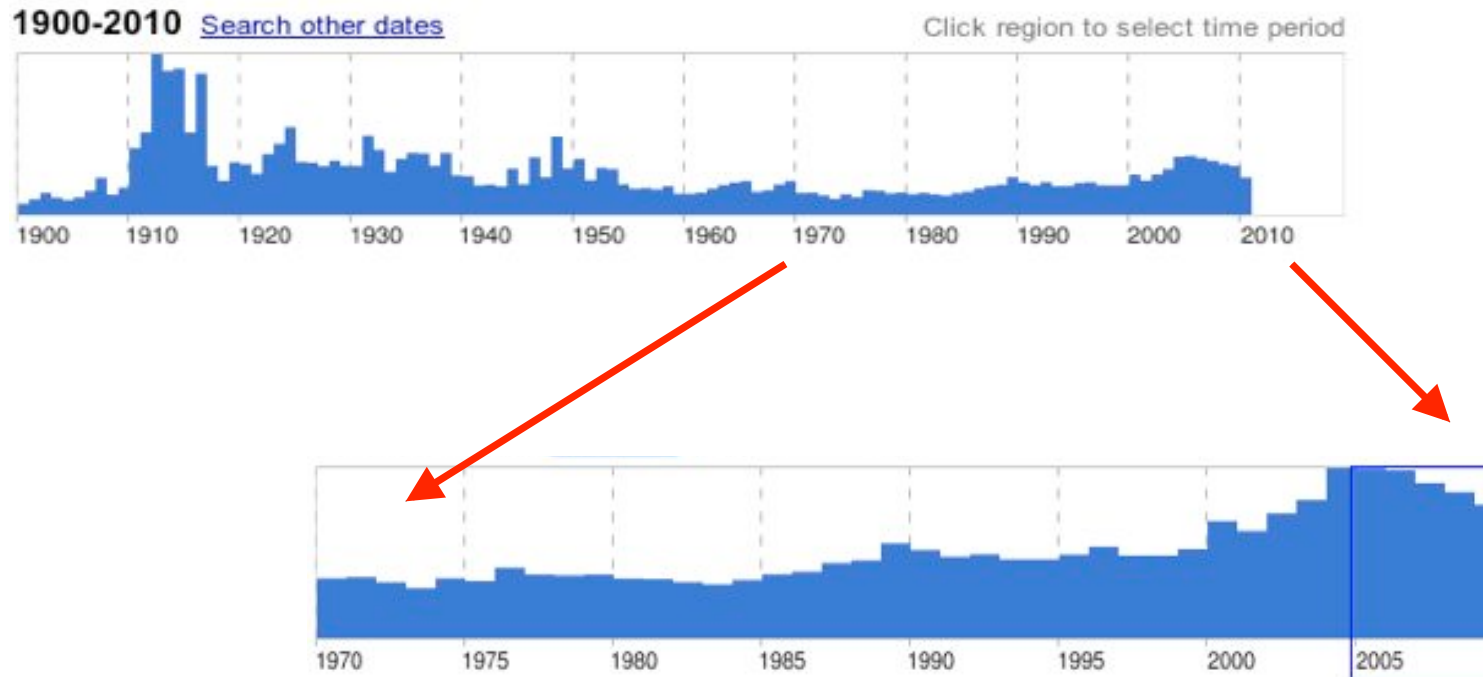 1900-2010 Search other dates Click region to select time period
1900 1910 1920 1930 1940 1950 1960 1970 1980 1990 2000 2010
1970 1975 1980 1985 1990 1995 2000 2005